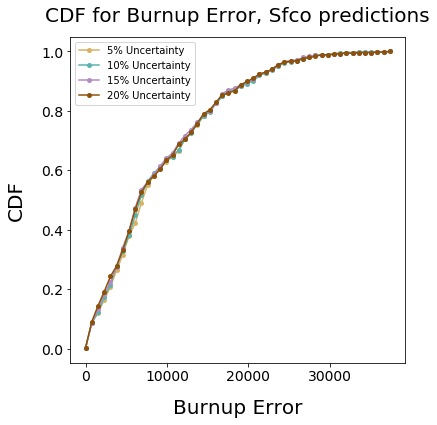 CDF for Burnup Error, Sfco predictions
5% Uncertainty
10% Uncertainty
15% Uncertainty
20% Uncertainty
1.0
0.8
0.6
0.4
0.2
0.0
CDF
0 10000 20000 30000
Burnup Error